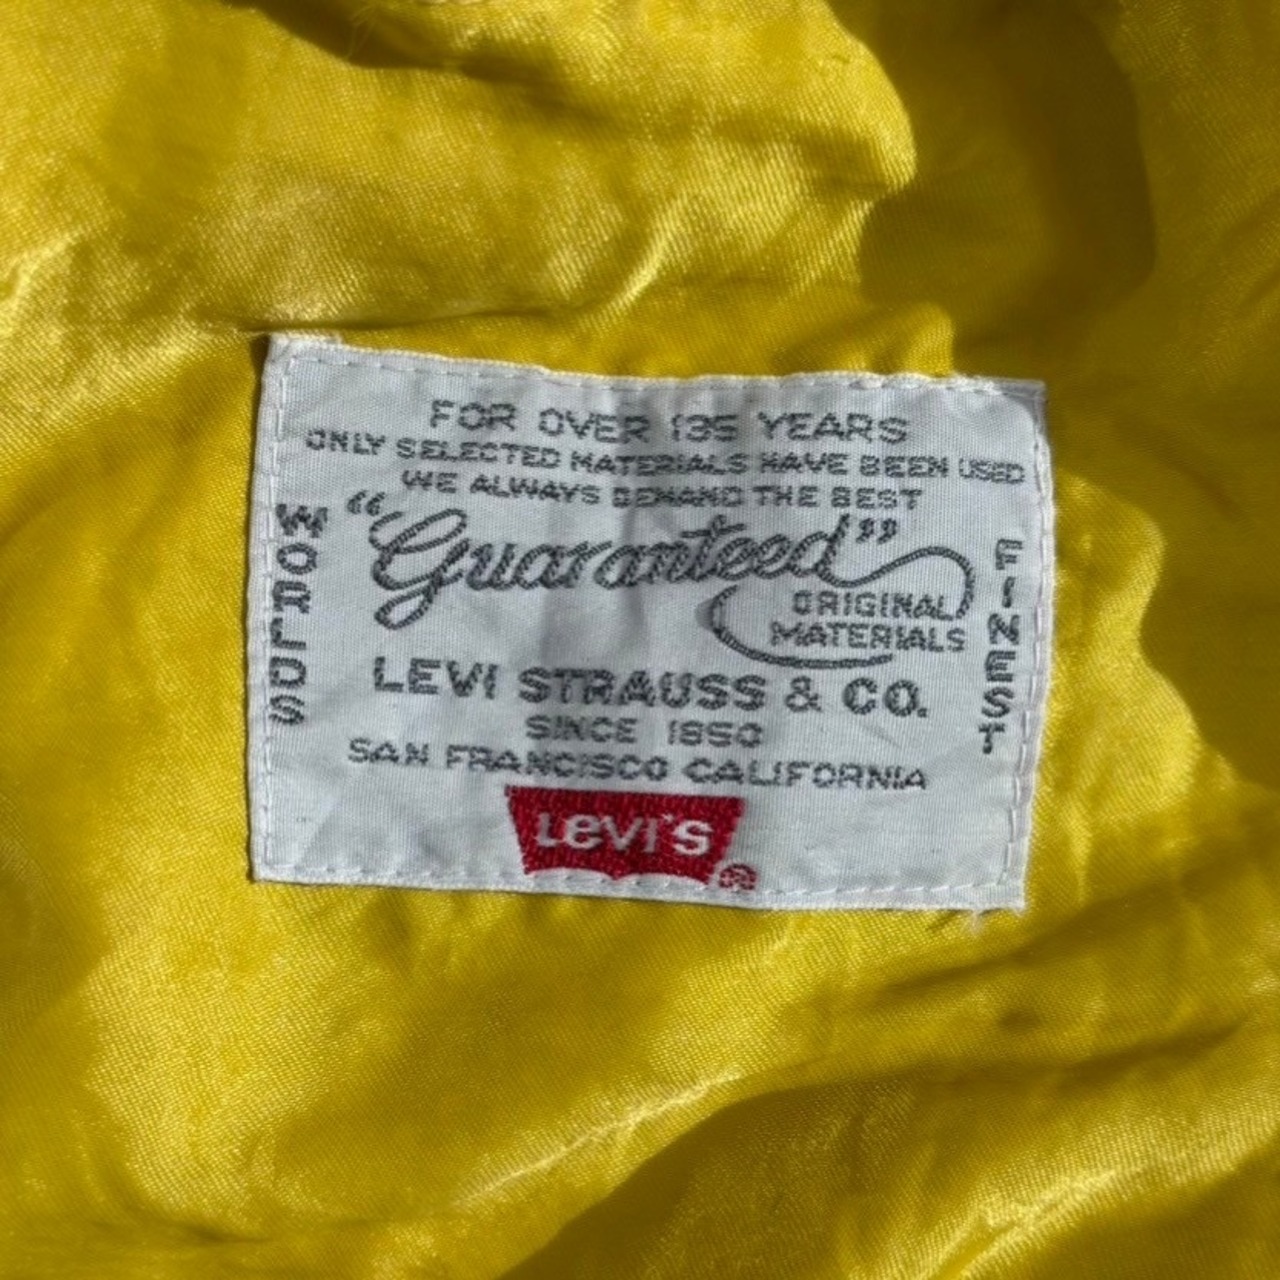 FOR OVER 135 YEARS
ONLY SELECTED MATERIALS HAVE BEEN USED
WE ALWAYS DEMAND THE BEST
WORLDS
"Guaranteed"
FINEST
ORIGINAL
MATERIALS
LEVI STRAUSS & CO.
SINCE 1850
SAN FRANCISCO CALIFORNIA
LEVI'S
®